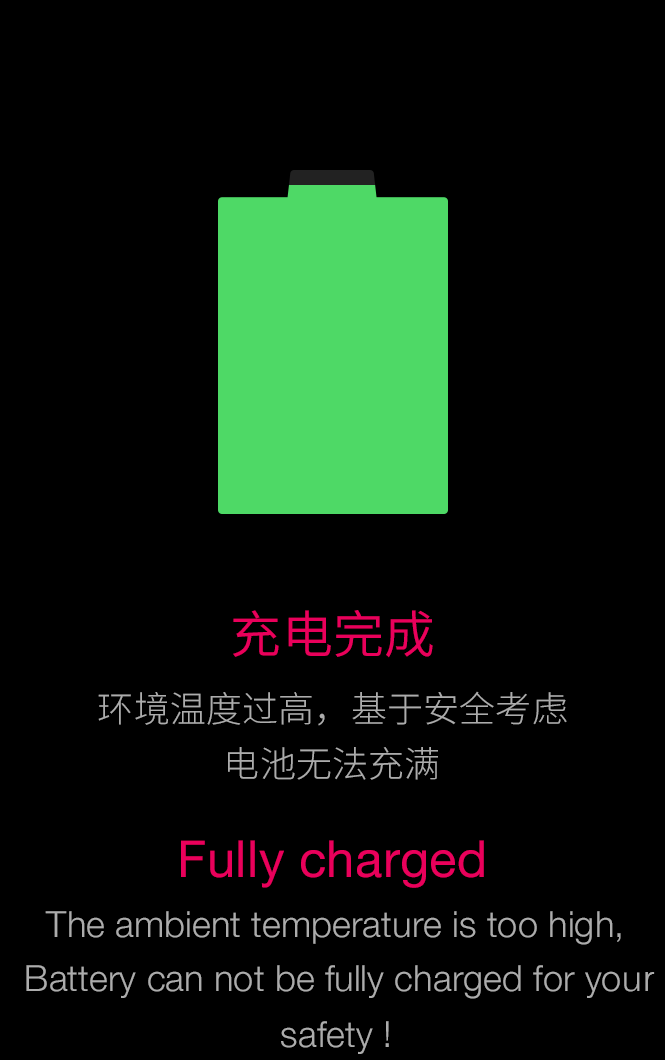 充电完成
环境温度过高，基于安全考虑
电池无法充满
Fully charged
The ambient temperature is too high,
Battery can not be fully charged for your
safety !